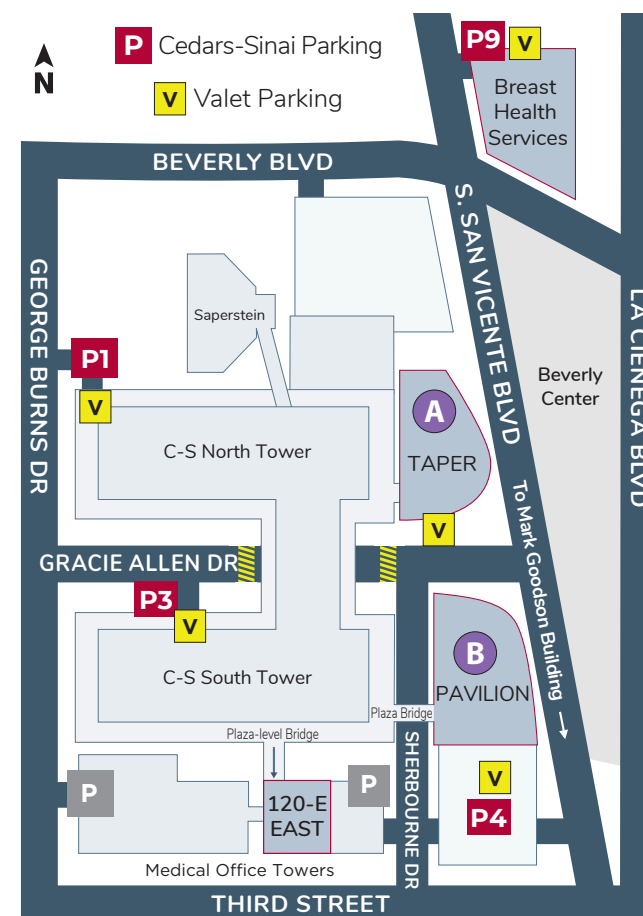 N
P Cedars-Sinai Parking
V Valet Parking
P9 V
Breast
Health
Services
BEVERLY BLVD
S. SAN VICENTE BLVD
LA CIENEGA BLVD
GEORGE BURNS DR
Saperstein
P1
V
Beverly
Center
A
TAPER
V
C-S North Tower
To Mark Goodson Building
GRACIE ALLEN DR
P3
V
B
PAVILION
C-S South Tower
Plaza Bridge
Plaza-level Bridge
SHERBOURNE DR
P
P
V
P4
120-E
EAST
Medical Office Towers
THIRD STREET